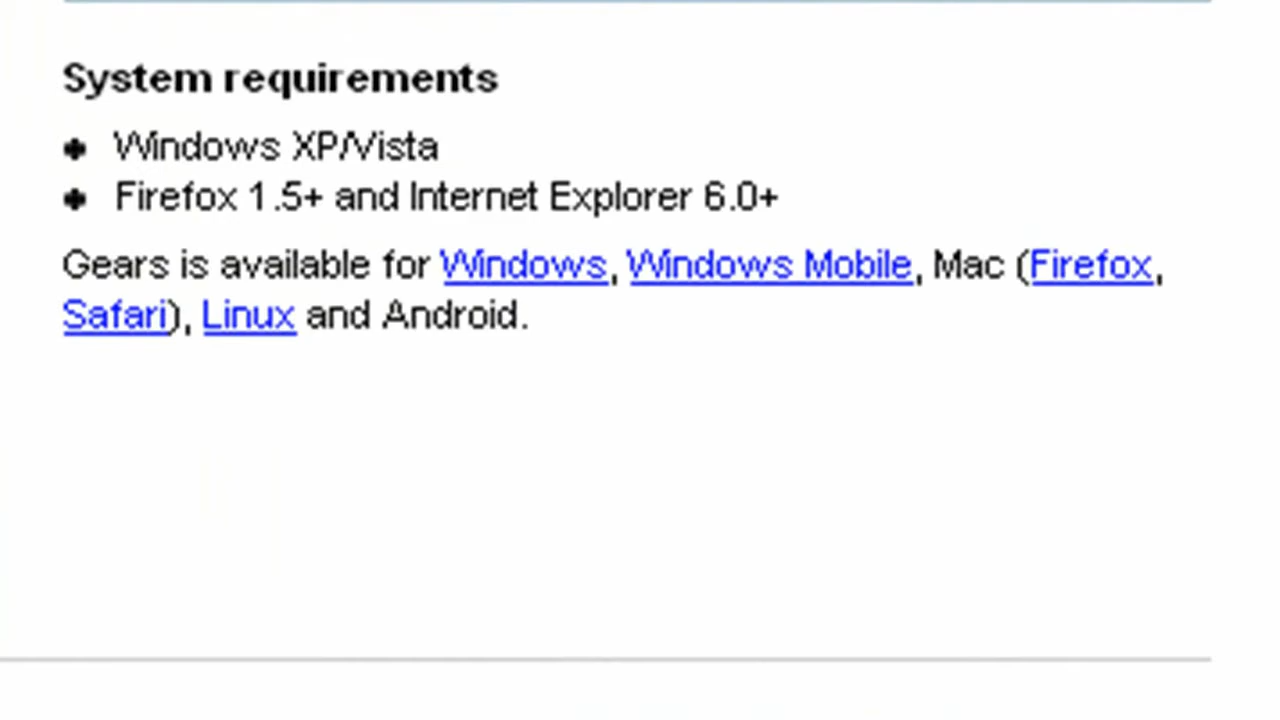 System requirements
Windows XP/Vista
Firefox 1.5+ and Internet Explorer 6.0+
Gears is available for Windows, Windows Mobile, Mac (Firefox,
Safari), Linux and Android.